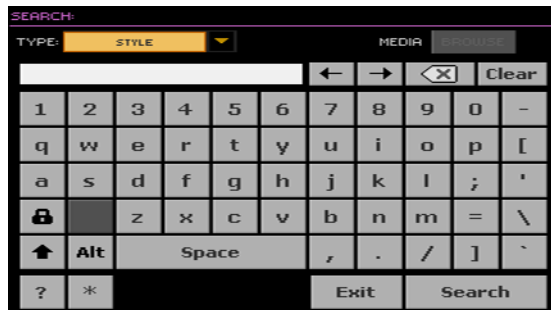 SEARCH:
TYPE: STYLE MEDIA BROWSE
← → Clear
1 2 3 4 5 6 7 8 9 0 -
q w e r t y u i o p [
a s d f g h j k l ; '
z x c v b n m = \
Alt Space , . / ] `
? * Exit Search